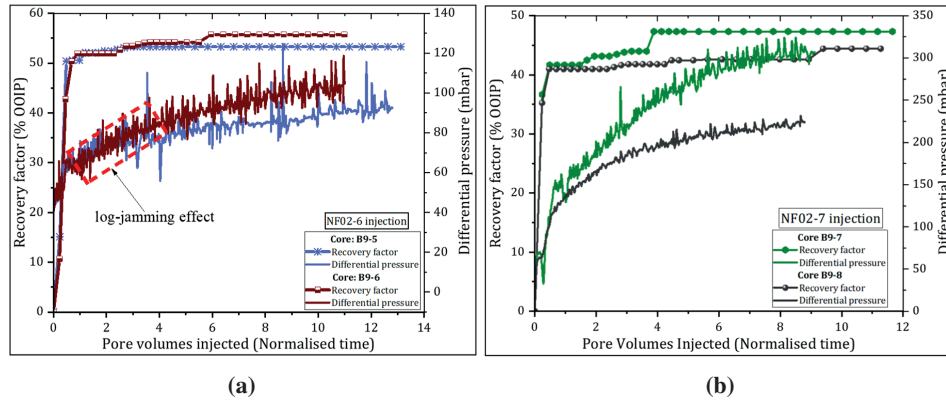 60
50
40
30
20
10
0
Recovery factor (% OOIP)
140
120
100
80
60
40
20
0
Differential pressure (mbar)
log-jamming effect
NF02-6 injection
Core: B9-5
Recovery factor
Differential pressure
Core: B9-6
Recovery factor
Differential pressure
0 2 4 6 8 10 12 14
Pore volumes injected (Normalised time)
(a)
50
40
30
20
10
0
Recovery factor (% OOIP)
350
300
250
200
150
100
50
0
Differential pressure (mbar)
NF02-7 injection
Core B9-7
Recovery factor
Differential pressure
Core B9-8
Recovery factor
Differential pressure
0 2 4 6 8 10 12
Pore Volumes Injected (Normalised time)
(b)